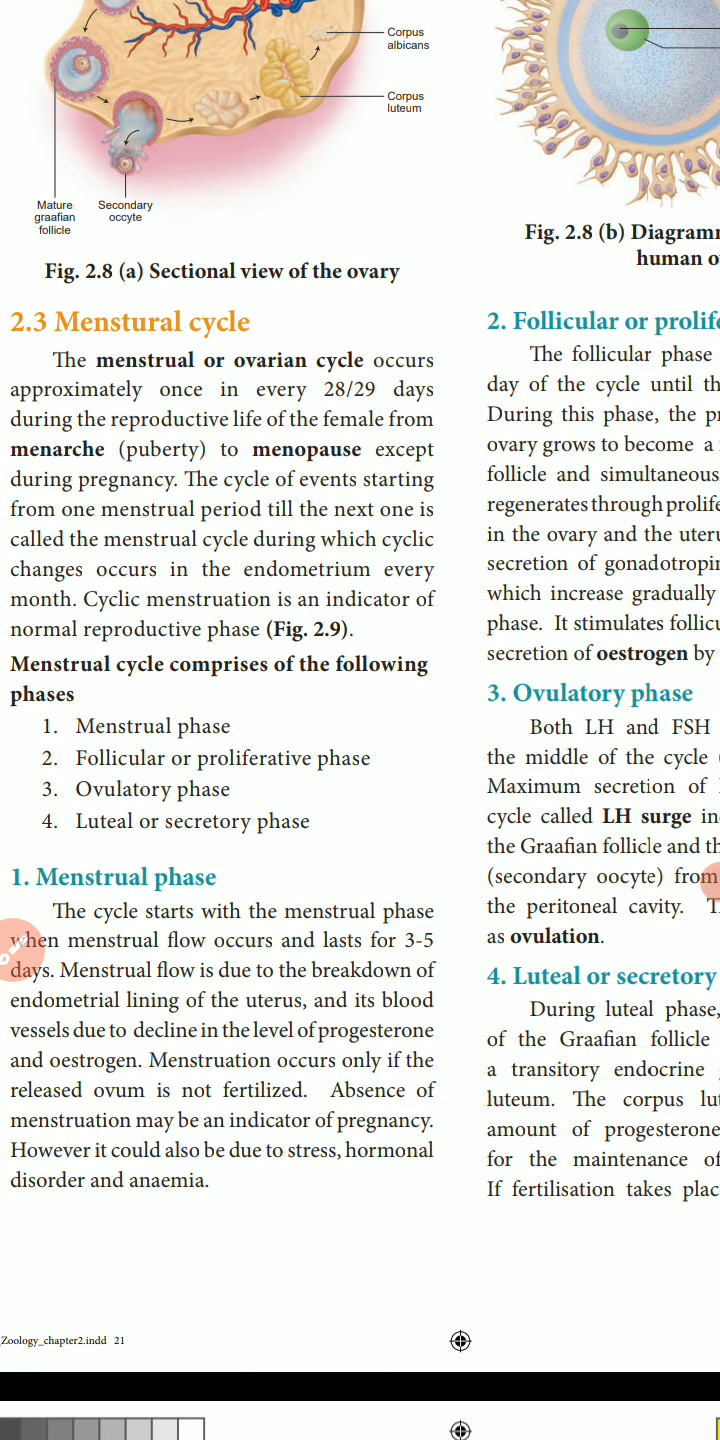 Corpus
albicans
Corpus
luteum
Mature
graafian
follicle
Secondary
occyte
Fig. 2.8 (a) Sectional view of the ovary
2.3 Menstural cycle
The menstrual or ovarian cycle occurs
approximately once in every 28/29 days
during the reproductive life of the female from
menarche (puberty) to menopause except
during pregnancy. The cycle of events starting
from one menstrual period till the next one is
called the menstrual cycle during which cyclic
changes occurs in the endometrium every
month. Cyclic menstruation is an indicator of
normal reproductive phase (Fig. 2.9).
Menstrual cycle comprises of the following
phases
1. Menstrual phase
2. Follicular or proliferative phase
3. Ovulatory phase
4. Luteal or secretory phase
1. Menstrual phase
The cycle starts with the menstrual phase
when menstrual flow occurs and lasts for 3-5
days. Menstrual flow is due to the breakdown of
endometrial lining of the uterus, and its blood
vessels due to decline in the level of progesterone
and oestrogen. Menstruation occurs only if the
released ovum is not fertilized. Absence of
menstruation may be an indicator of pregnancy.
However it could also be due to stress, hormonal
disorder and anaemia.
Fig. 2.8 (b) Diagramm
human o
2. Follicular or prolife
The follicular phase
day of the cycle until th
During this phase, the pr
ovary grows to become a
follicle and simultaneous
regenerates through prolife
in the ovary and the uteru
secretion of gonadotropin
which increase gradually
phase. It stimulates follicu
secretion of oestrogen by
3. Ovulatory phase
Both LH and FSH
the middle of the cycle (
Maximum secretion of
cycle called LH surge in
the Graafian follicle and th
(secondary oocyte) from
the peritoneal cavity. T
as ovulation.
4. Luteal or secretory
During luteal phase,
of the Graafian follicle
a transitory endocrine
luteum. The corpus lut
amount of progesterone
for the maintenance of
If fertilisation takes plac
_Zoology_chapter2.indd 21